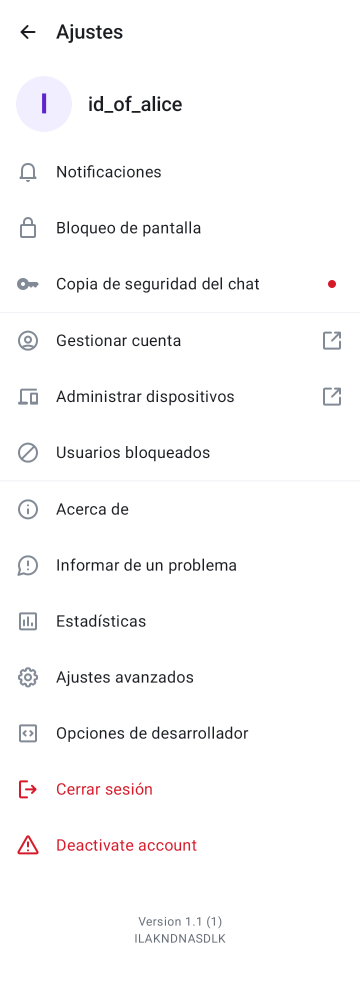 Ajustes
I
id_of_alice
Notificaciones
Bloqueo de pantalla
Copia de seguridad del chat
Gestionar cuenta
Administrar dispositivos
Usuarios bloqueados
Acerca de
Informar de un problema
Estadísticas
Ajustes avanzados
Opciones de desarrollador
Cerrar sesión
Deactivate account
Version 1.1 (1)
ILAKNDNASDLK